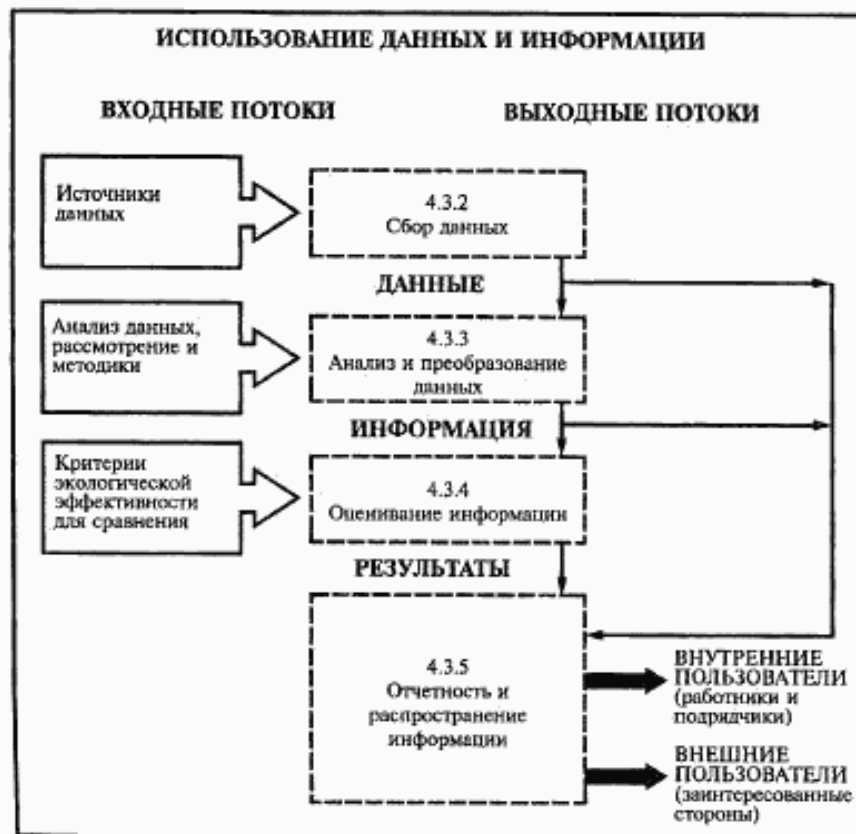 ИСПОЛЬЗОВАНИЕ ДАННЫХ И ИНФОРМАЦИИ
ВХОДНЫЕ ПОТОКИ
ВЫХОДНЫЕ ПОТОКИ
Источники
данных
4.3.2
Сбор данных
ДАННЫЕ
Анализ данных,
рассмотрение и
методики
4.3.3
Анализ и преобразование
данных
ИНФОРМАЦИЯ
Критерии
экологической
эффективности
для сравнения
4.3.4
Оценивание информации
РЕЗУЛЬТАТЫ
4.3.5
Отчетность и
распространение
информации
ВНУТРЕННИЕ
ПОЛЬЗОВАТЕЛИ
(работники и
подрядчики)
ВНЕШНИЕ
ПОЛЬЗОВАТЕЛИ
(заинтересованные
стороны)